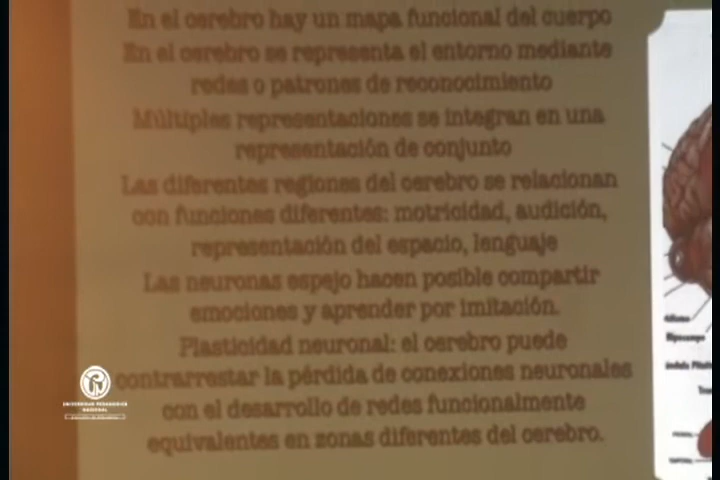 En el cerebro hay un mapa funcional del cuerpo
En el cerebro se representa el entorno mediante
redes o patrones de reconocimiento
Múltiples representaciones se integran en una
representación de conjunto
Las diferentes regiones del cerebro se relacionan
con funciones diferentes: motricidad, audición,
representación del espacio, lenguaje
Las neuronas espejo hacen posible compartir
emociones y aprender por imitación.
Plasticidad neuronal: el cerebro puede
contrarrestar la pérdida de conexiones neuronales
con el desarrollo de redes funcionalmente
equivalentes en zonas diferentes del cerebro.
UNIVERSIDAD PEDAGOGICA
NACIONAL
Hipocampo